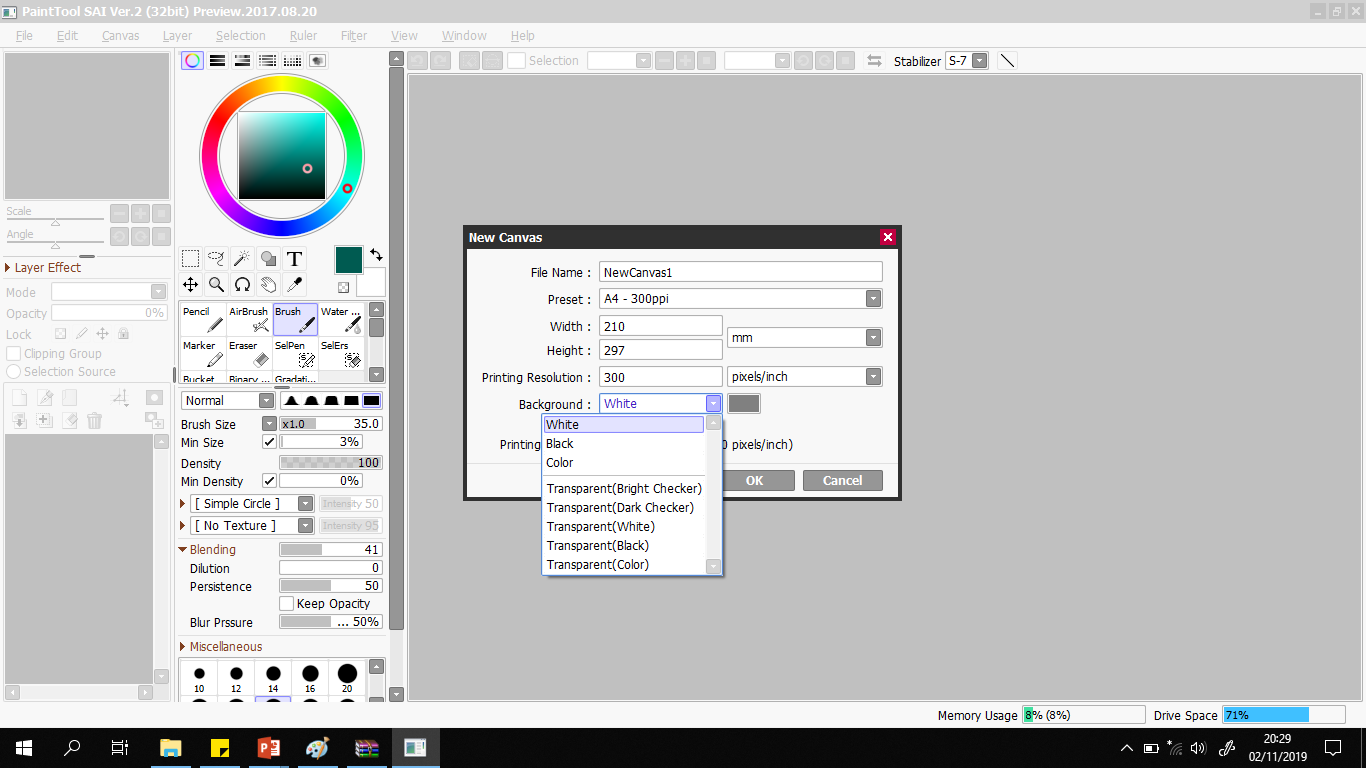 PaintTool SAI Ver.2 (32bit) Preview.2017.08.20
File Edit Canvas Layer Selection Ruler Filter View Window Help
Selection
Stabilizer S-7
Scale
Angle
Layer Effect
Mode
Opacity 0%
Lock
Clipping Group
Selection Source
T
Pencil AirBrush Brush Water ...
Marker Eraser SelPen SelErs
Bucket Binary ... Gradati...
Normal
Brush Size x1.0 35.0
Min Size 3%
Density 100
Min Density 0%
[ Simple Circle ] Intensity 50
[ No Texture ] Intensity 95
Blending 41
Dilution 0
Persistence 50
Keep Opacity
Blur Prssure ... 50%
Miscellaneous
10 12 14 16 20
New Canvas
File Name : NewCanvas1
Preset : A4 - 300ppi
Width : 210
mm
Height : 297
Printing Resolution : 300 pixels/inch
Background : White
White
Black
Color
Transparent(Bright Checker)
Transparent(Dark Checker)
Transparent(White)
Transparent(Black)
Transparent(Color)
Printing
0 pixels/inch)
OK Cancel
Memory Usage 8% (8%) Drive Space 71%
20:29
02/11/2019